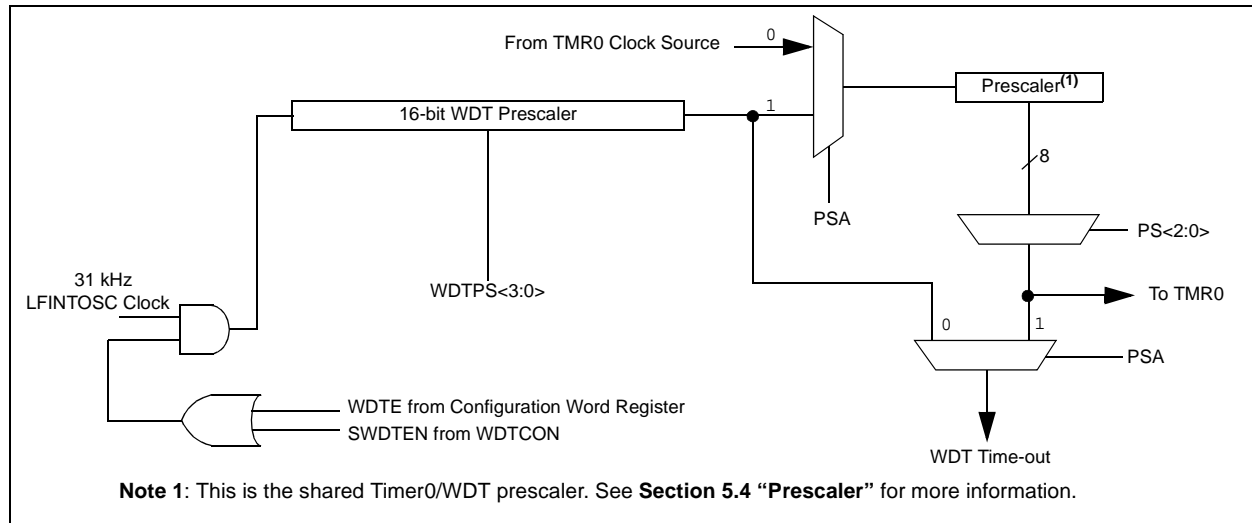 0
From TMR0 Clock Source
Prescaler(1)
16-bit WDT Prescaler
1
8
PSA
PS<2:0>
31 kHz
LFINTOSC Clock
WDTPS<3:0>
To TMR0
0
1
PSA
WDTE from Configuration Word Register
SWDTEN from WDTCON
WDT Time-out
Note 1: This is the shared Timer0/WDT prescaler. See Section 5.4 “Prescaler” for more information.